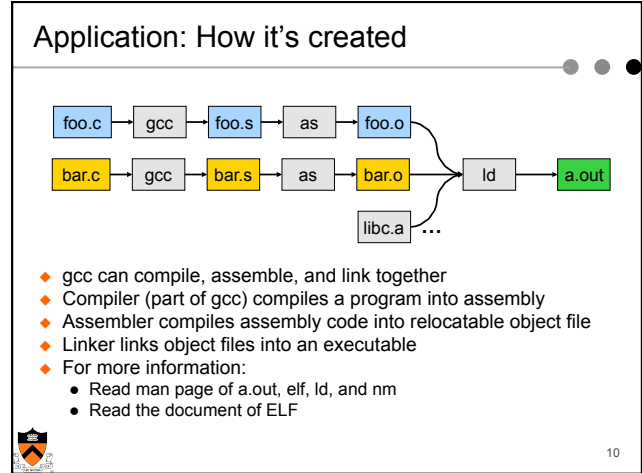 Application: How it's created
foo.c gcc foo.s as foo.o
bar.c gcc bar.s as bar.o ld a.out
libc.a ...
gcc can compile, assemble, and link together
Compiler (part of gcc) compiles a program into assembly
Assembler compiles assembly code into relocatable object file
Linker links object files into an executable
For more information:
Read man page of a.out, elf, ld, and nm
Read the document of ELF
10